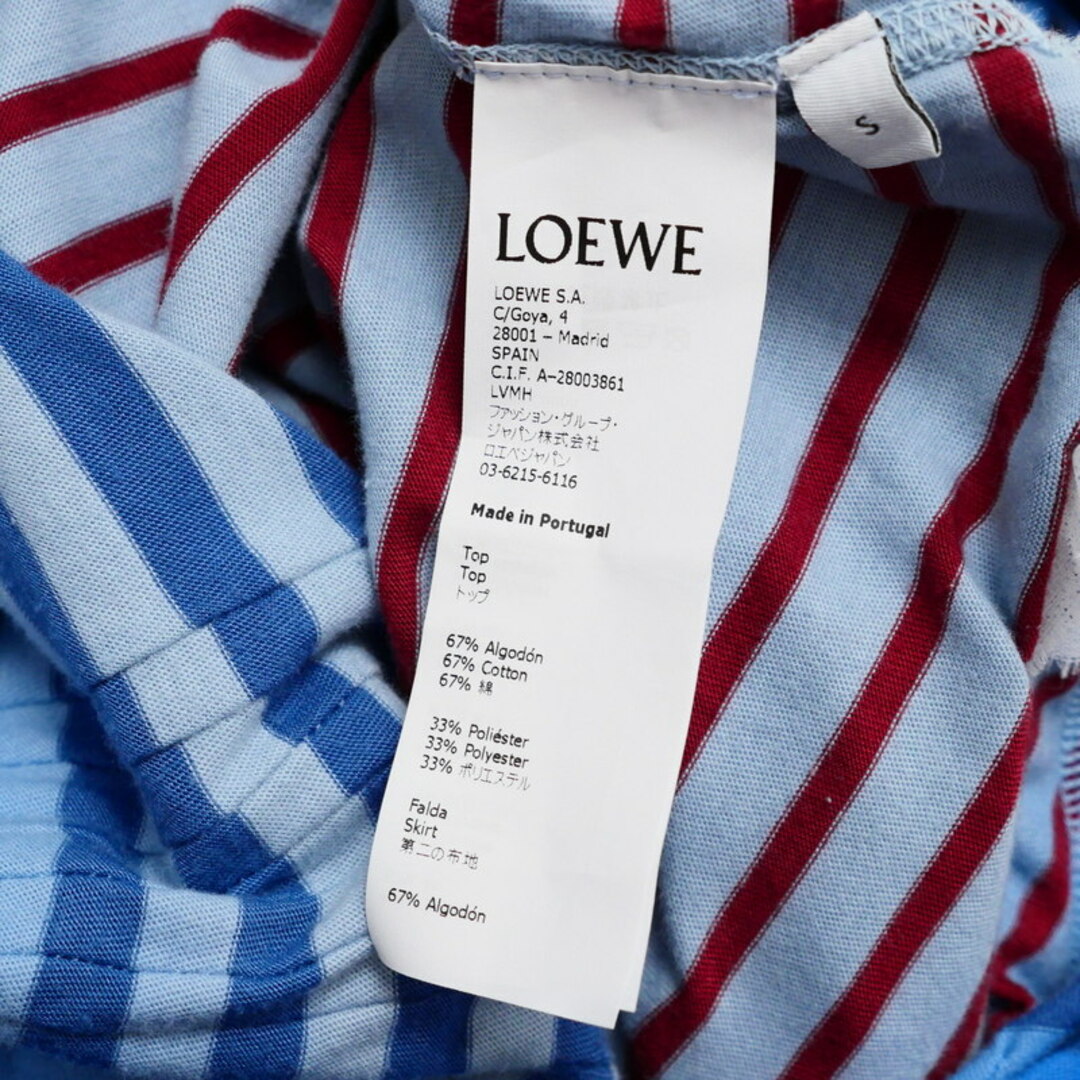 S
LOEWE
LOEWE S.A.
C/Goya, 4
28001 – Madrid
SPAIN
C.I.F. A–28003861
LVMH
ファッション・グループ・
ジャパン株式会社
ロエベジャパン
03-6215-6116
Made in Portugal
Top
Top
トップ
67% Algodón
67% Cotton
67% 綿
33% Poliéster
33% Polyester
33% ポリエステル
Falda
Skirt
第二の布地
67% Algodón